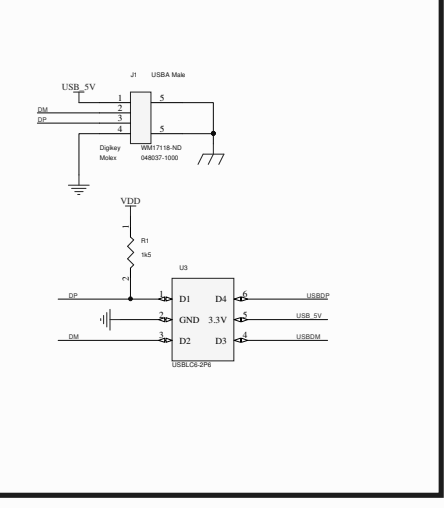 J1 USBA Male
USB_5V
1 5
DM 2
DP 3
4 5
Digikey WM17118-ND
Molex 048037-1000
VDD
1
R1
1k5
2
U3
DP 1 D1 D4 6 USBDP
2 GND 3.3V 5 USB_5V
DM 3 D2 D3 4 USBDM
USBLC6-2P6